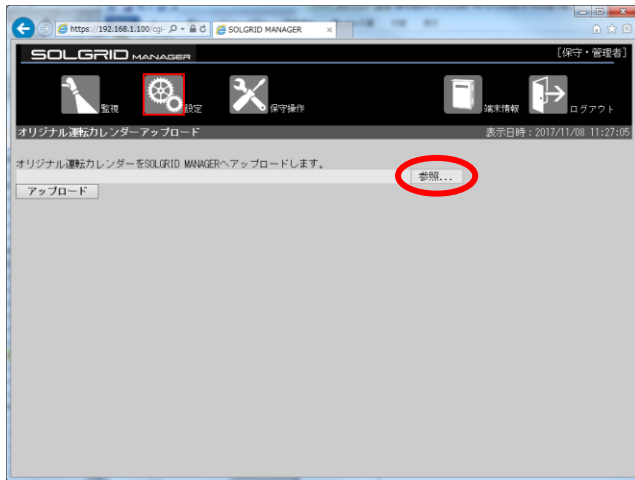 https://192.168.1.100/cgi-
SOLGRID MANAGER
SOLGRID MANAGER
[保守・管理者]
監視
設定
保守操作
端末情報
ログアウト
オリジナル運転カレンダーアップロード
表示日時：2017/11/08 11:27:05
オリジナル運転カレンダーをSOLGRID MANAGERへアップロードします。
参照...
アップロード